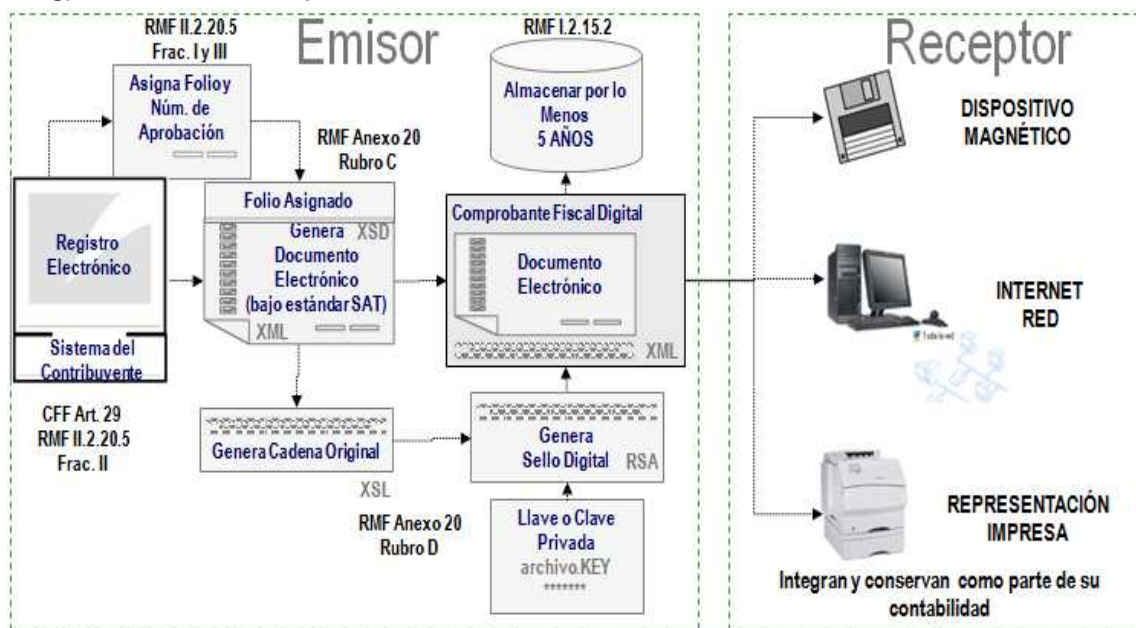 RMF II.2.20.5
Frac. I y III
Emisor
Asigna Folio y
Núm. de
Aprobación
RMF I.2.15.2
Almacenar por lo
Menos
5 AÑOS
RMF Anexo 20
Rubro C
Registro
Electrónico
Sistema del
Contribuyente
CFF Art. 29
RMF II.2.20.5
Frac. II
Folio Asignado
Genera
XSD
Documento
Electrónico
(bajo estándar SAT)
XML
Comprobante Fiscal Digital
Documento
Electrónico
XML
Genera Cadena Original
XSL
Genera
Sello Digital
RSA
RMF Anexo 20
Rubro D
Llave o Clave
Privada
archivo.KEY
*******
Receptor
DISPOSITIVO
MAGNÉTICO
INTERNET
RED
REPRESENTACIÓN
IMPRESA
Integran y conservan como parte de su
contabilidad